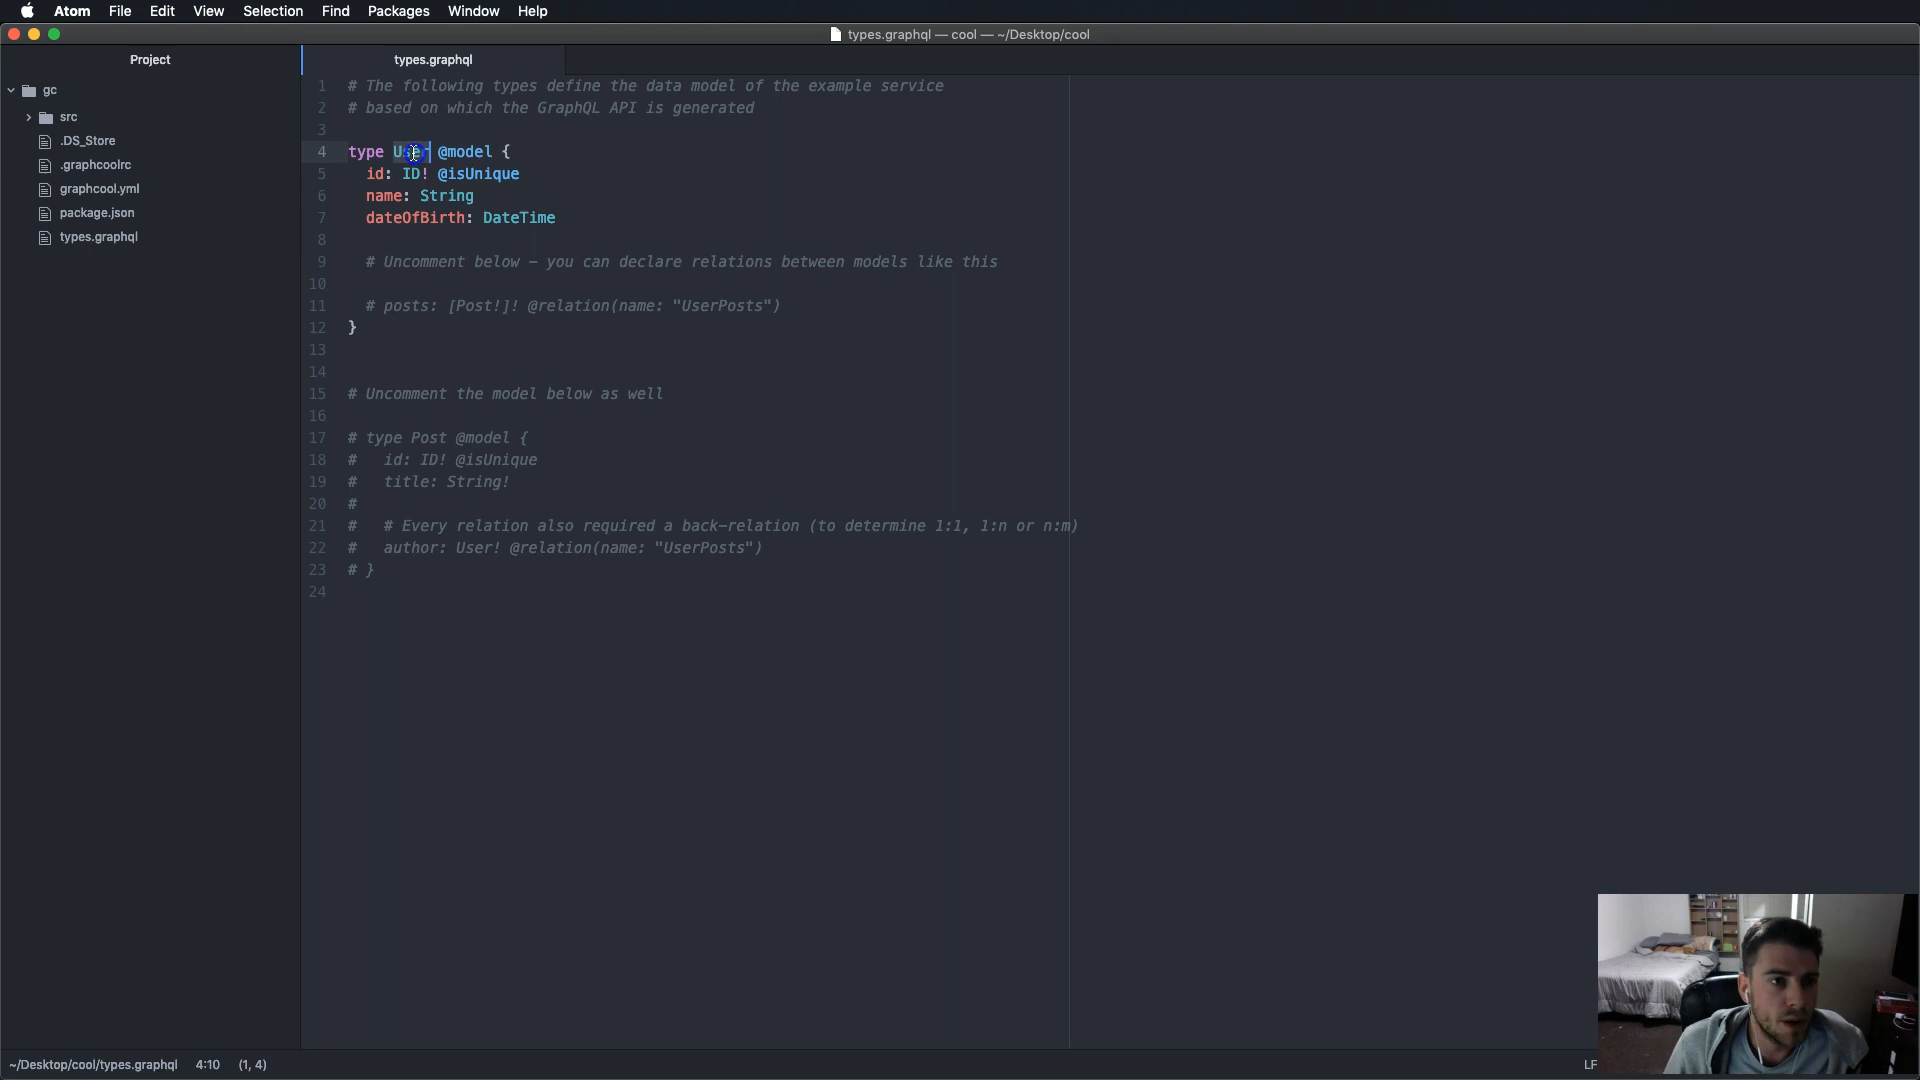 Atom File Edit View Selection Find Packages Window Help
types.graphql — cool — ~/Desktop/cool
Project
gc
src
.DS_Store
.graphcoolrc
graphcool.yml
package.json
types.graphql
types.graphql
1 # The following types define the data model of the example service
2 # based on which the GraphQL API is generated
3
4 type User @model {
5 id: ID! @isUnique
6 name: String
7 dateOfBirth: DateTime
8
9 # Uncomment below – you can declare relations between models like this
10
11 # posts: [Post!]! @relation(name: "UserPosts")
12 }
13
14
15 # Uncomment the model below as well
16
17 # type Post @model {
18 # id: ID! @isUnique
19 # title: String!
20 #
21 # # Every relation also required a back-relation (to determine 1:1, 1:n or n:m)
22 # author: User! @relation(name: "UserPosts")
23 # }
24
~/Desktop/cool/types.graphql 4:10 (1, 4) LF